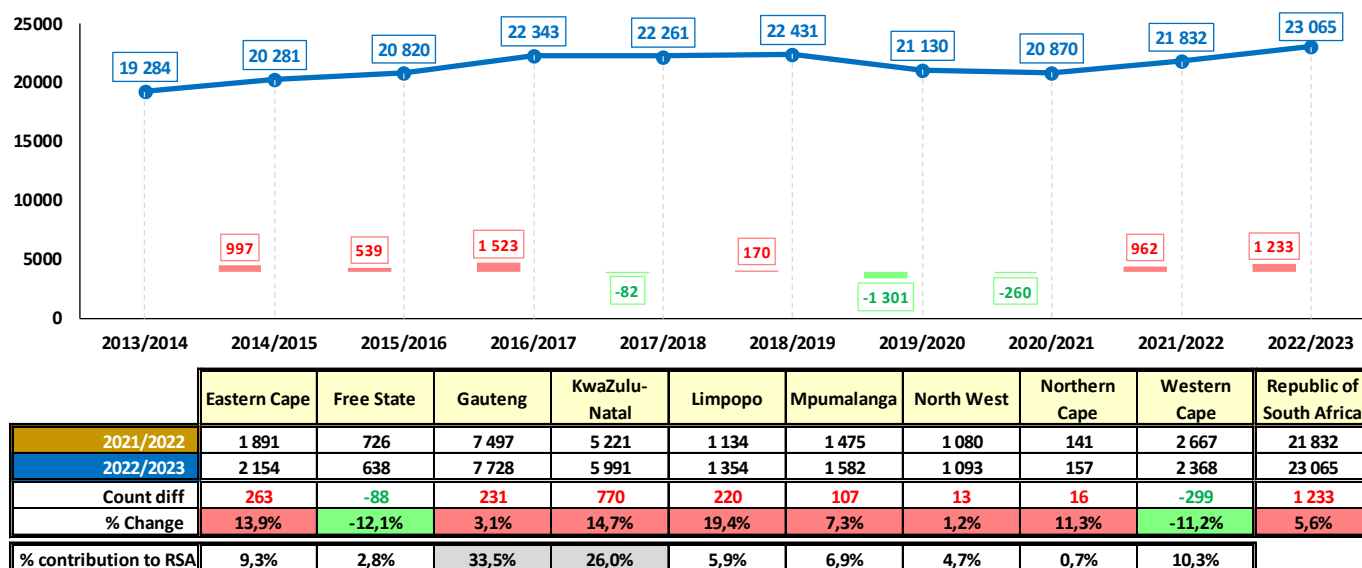 25000
20000
15000
10000
5000
0
19 284
20 281
20 820
22 343
22 261
22 431
21 130
20 870
21 832
23 065
997
539
1 523
-82
170
-1 301
-260
962
1 233
2013/2014 2014/2015 2015/2016 2016/2017 2017/2018 2018/2019 2019/2020 2020/2021 2021/2022 2022/2023
Eastern Cape Free State Gauteng KwaZulu-
Natal Limpopo Mpumalanga North West Northern
Cape Western
Cape Republic of
South Africa
2021/2022 1 891 726 7 497 5 221 1 134 1 475 1 080 141 2 667 21 832
2022/2023 2 154 638 7 728 5 991 1 354 1 582 1 093 157 2 368 23 065
Count diff 263 -88 231 770 220 107 13 16 -299 1 233
% Change 13,9% -12,1% 3,1% 14,7% 19,4% 7,3% 1,2% 11,3% -11,2% 5,6%
% contribution to RSA 9,3% 2,8% 33,5% 26,0% 5,9% 6,9% 4,7% 0,7% 10,3%